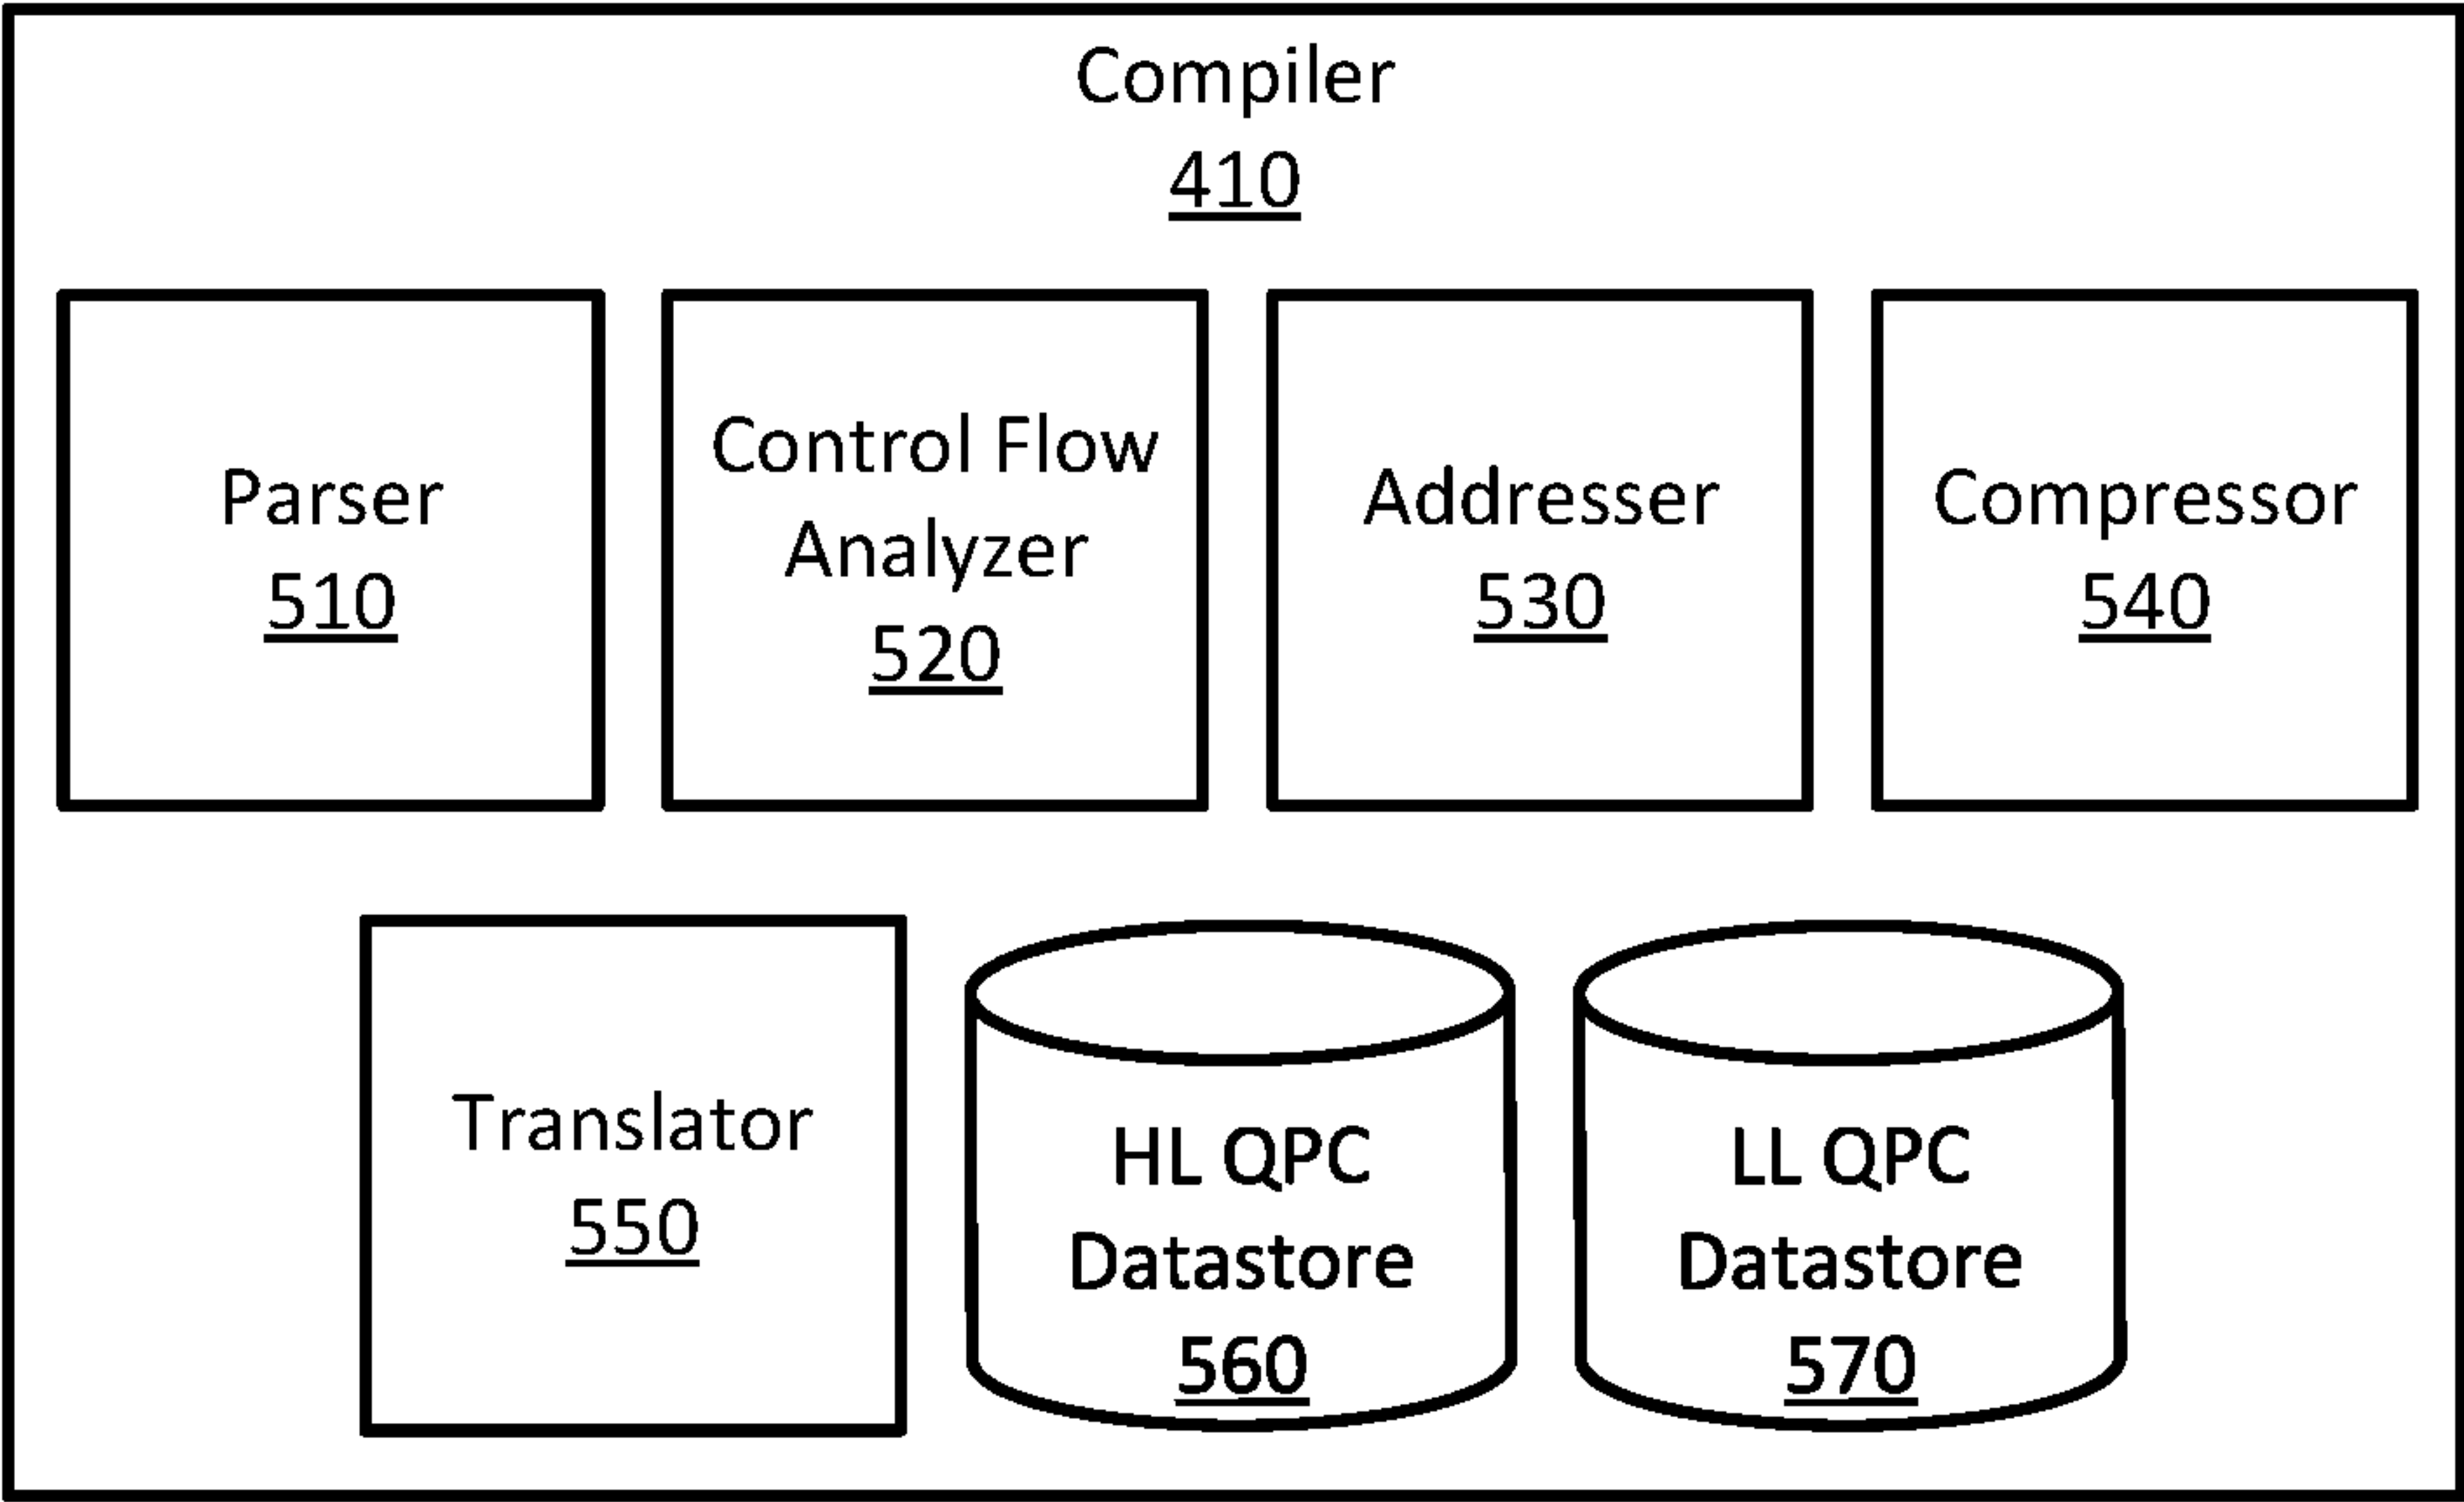 Compiler
410
Parser
510
Control Flow
Analyzer
520
Addresser
530
Compressor
540
Translator
550
HL QPC
Datastore
560
LL QPC
Datastore
570